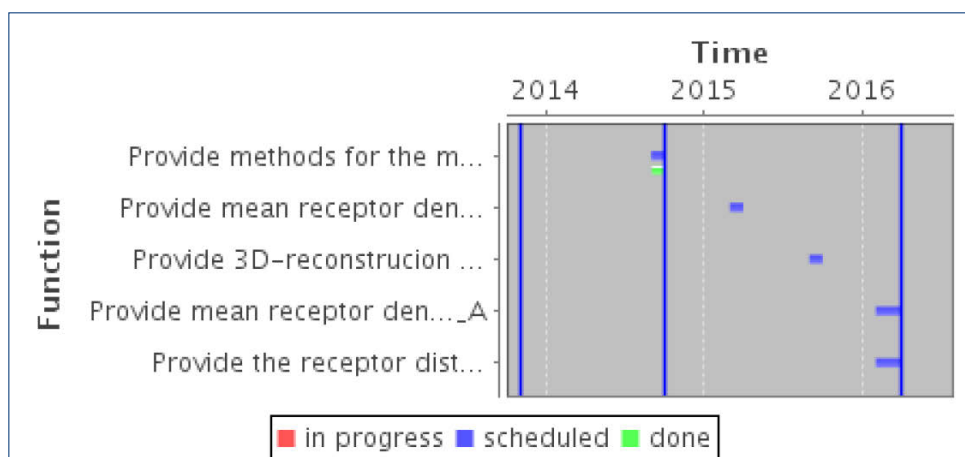 Time
2014 2015 2016
Function
Provide methods for the m...
Provide mean receptor den...
Provide 3D-reconstrucion ...
Provide mean receptor den..._A
Provide the receptor dist...
in progress scheduled done